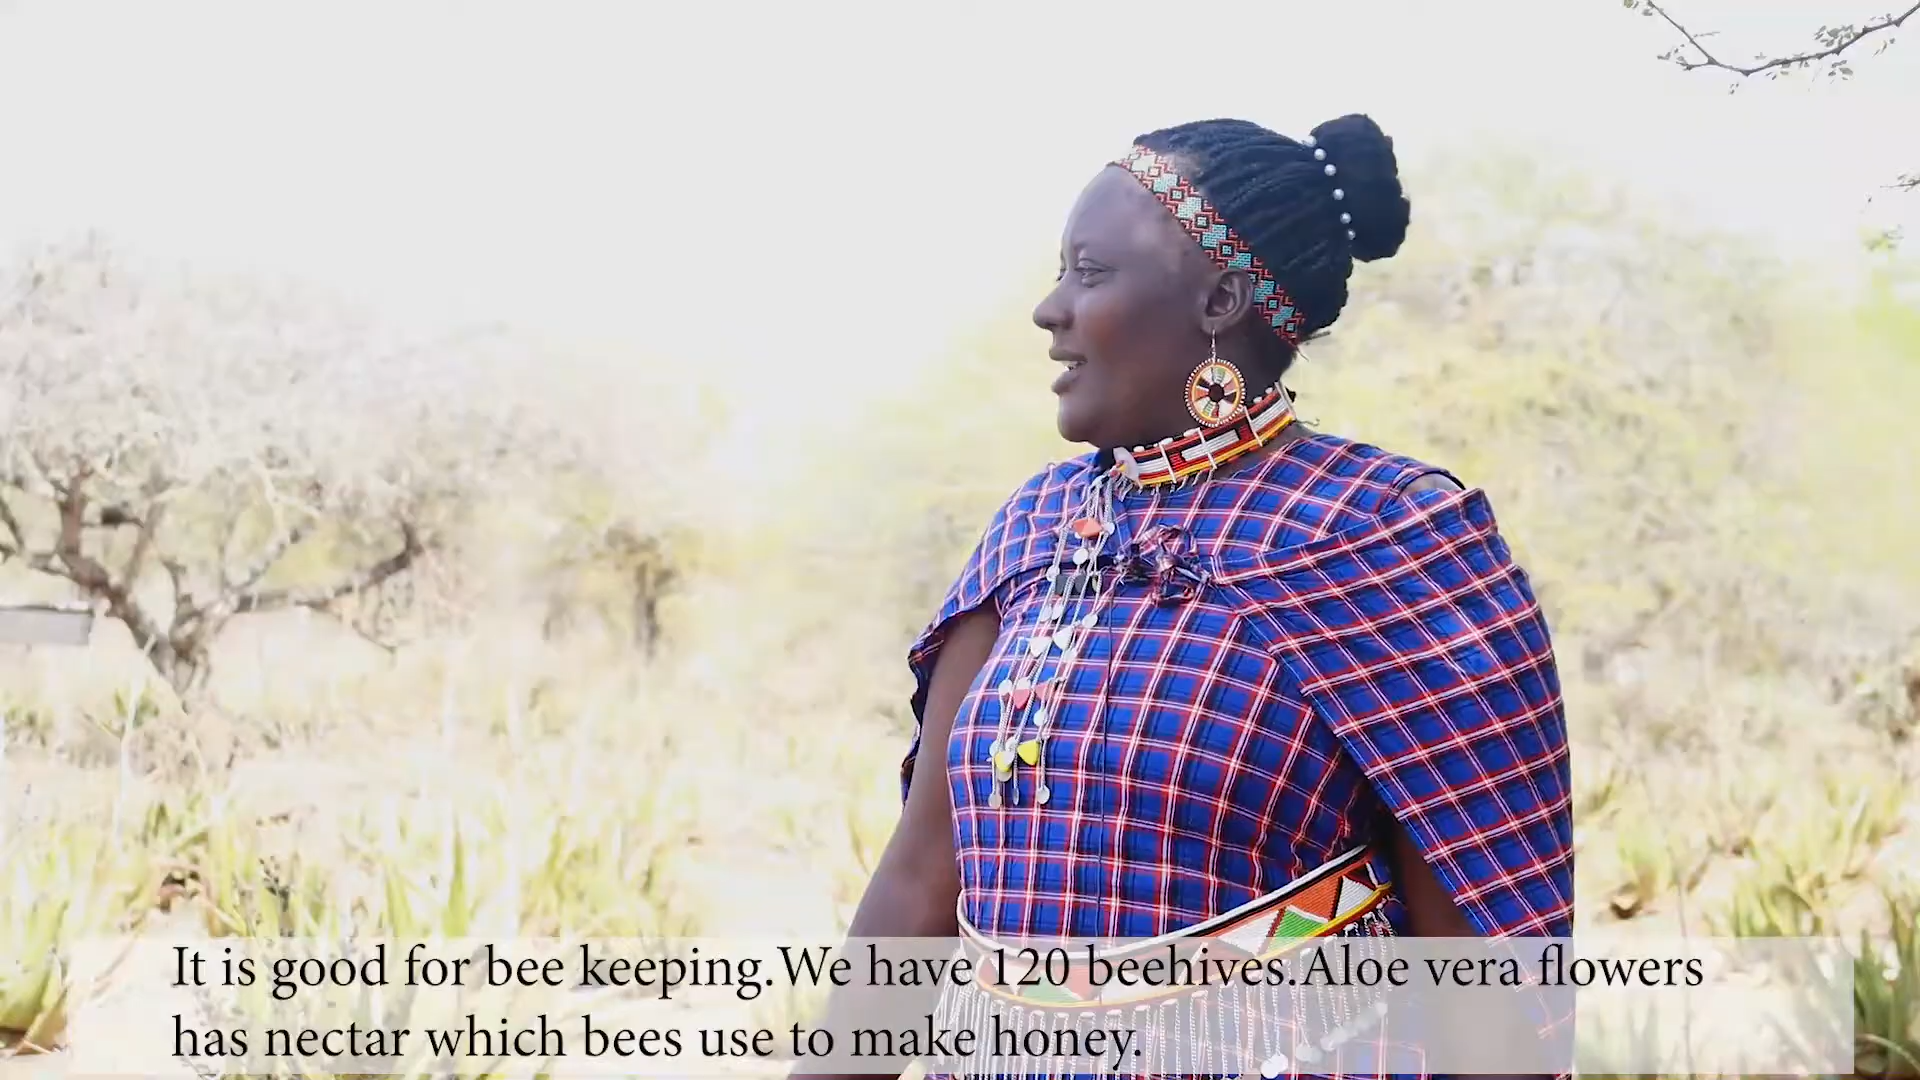 It is good for bee keeping.We have 120 beehives.Aloe vera flowers
has nectar which bees use to make honey.